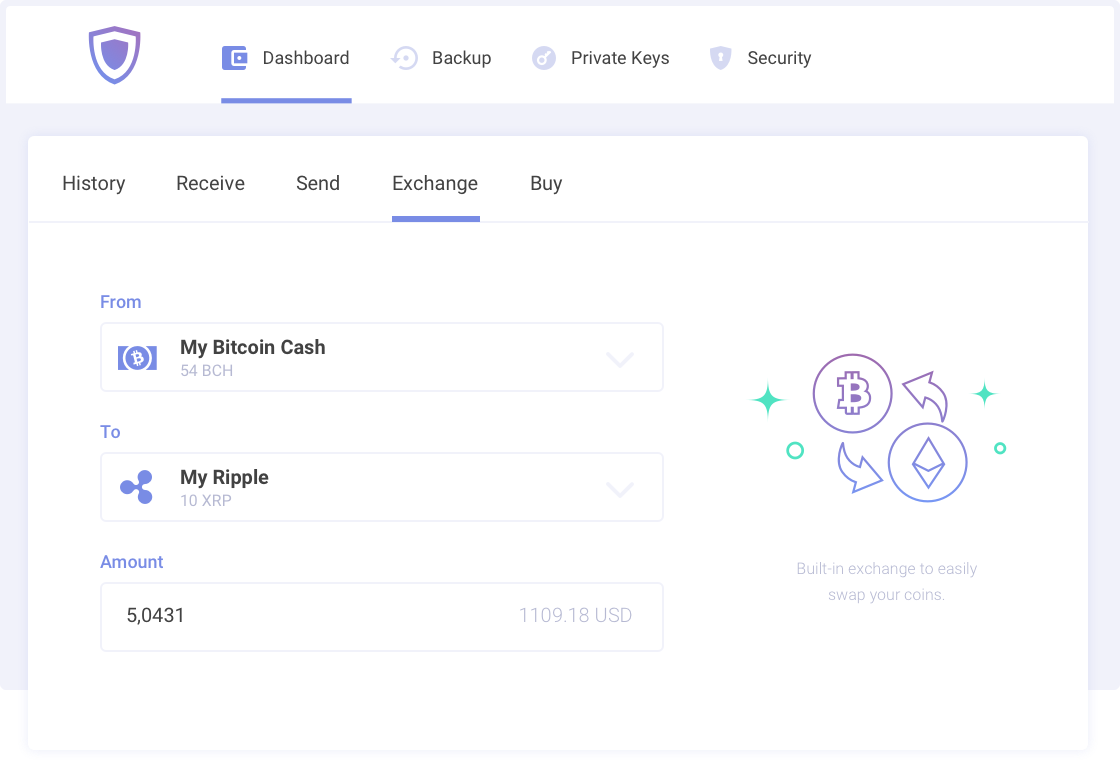 Dashboard Backup Private Keys Security
History Receive Send Exchange Buy
From
My Bitcoin Cash
54 BCH
To
My Ripple
10 XRP
Amount
5,0431 1109.18 USD
Built-in exchange to easily
swap your coins.